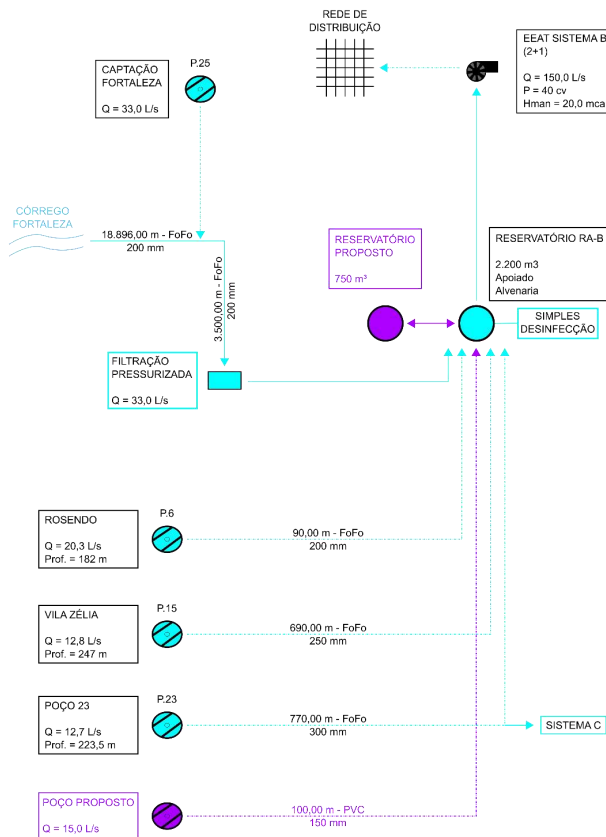 REDE DE
DISTRIBUIÇÃO
EEAT SISTEMA B
(2+1)
Q = 150,0 L/s
P = 40 cv
Hman = 20,0 mca
P.25
CAPTAÇÃO
FORTALEZA
Q = 33,0 L/s
CÓRREGO
FORTALEZA
18.896,00 m - FoFo
200 mm
3.500,00 m - FoFo
200 mm
RESERVATÓRIO
PROPOSTO
750 m³
RESERVATÓRIO RA-B
2.200 m3
Apoiado
Alvenaria
SIMPLES
DESINFECÇÃO
FILTRAÇÃO
PRESSURIZADA
Q = 33,0 L/s
ROSENDO
Q = 20,3 L/s
Prof. = 182 m
P.6
90,00 m - FoFo
200 mm
VILA ZÉLIA
Q = 12,8 L/s
Prof. = 247 m
P.15
690,00 m - FoFo
250 mm
POÇO 23
Q = 12,7 L/s
Prof. = 223,5 m
P.23
770,00 m - FoFo
300 mm
SISTEMA C
POÇO PROPOSTO
Q = 15,0 L/s
100,00 m - PVC
150 mm